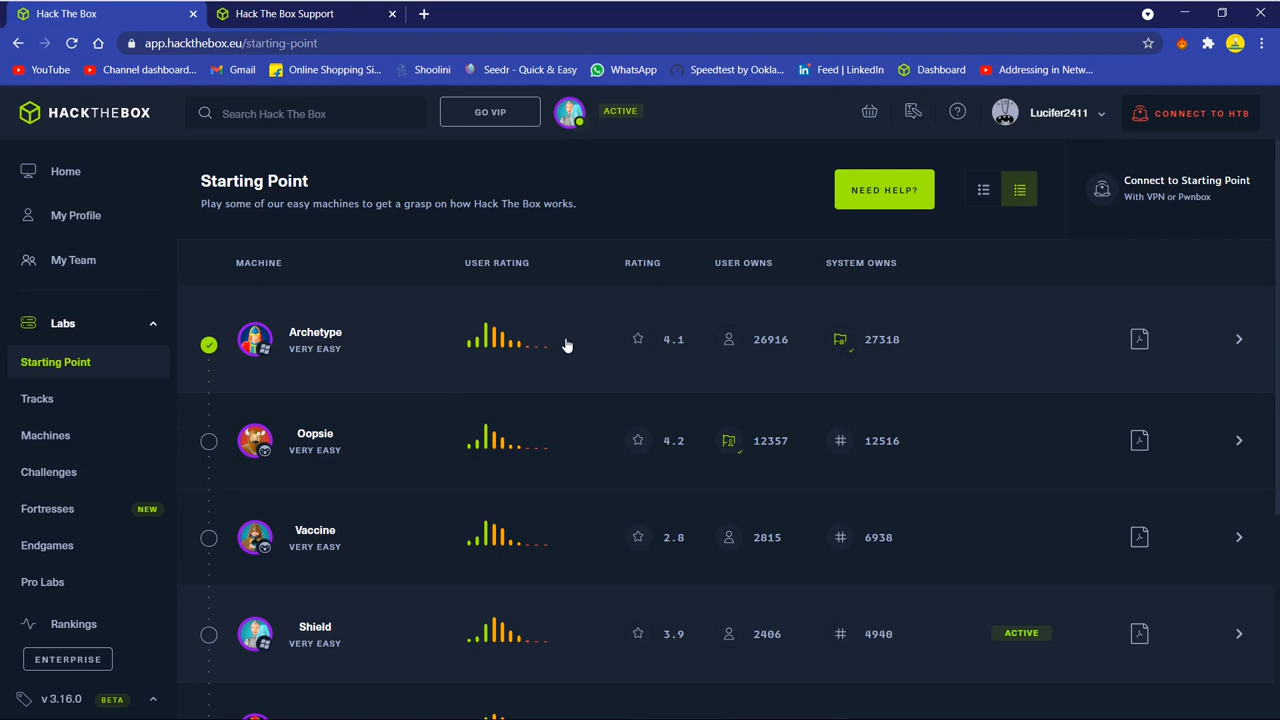 Hack The Box
Hack The Box Support
app.hackthebox.eu/starting-point
YouTube
Channel dashboard...
Gmail
Online Shopping Si...
Shoolini
Seedr - Quick & Easy
WhatsApp
Speedtest by Ookla...
Feed | LinkedIn
Dashboard
Addressing in Netw...
HACKTHEBOX
Search Hack The Box
GO VIP
ACTIVE
Lucifer2411
CONNECT TO HTB
Home
My Profile
My Team
Labs
Starting Point
Tracks
Machines
Challenges
Fortresses NEW
Endgames
Pro Labs
Rankings
ENTERPRISE
v 3.16.0 BETA
Starting Point
Play some of our easy machines to get a grasp on how Hack The Box works.
NEED HELP?
Connect to Starting Point
With VPN or Pwnbox
MACHINE USER RATING RATING USER OWNS SYSTEM OWNS
Archetype
VERY EASY
4.1 26916 27318
Oopsie
VERY EASY
4.2 12357 12516
Vaccine
VERY EASY
2.8 2815 6938
Shield
VERY EASY
3.9 2406 4940 ACTIVE